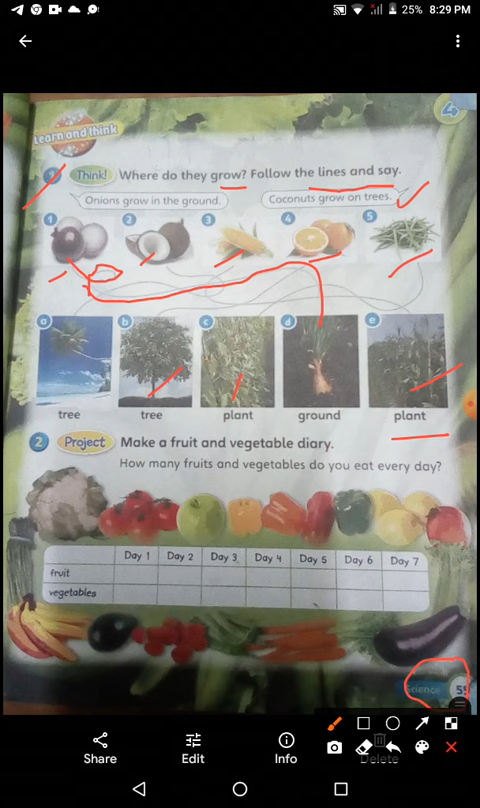 25% 8:29 PM
4
Learn and think
1 Think! Where do they grow? Follow the lines and say.
Onions grow in the ground. Coconuts grow on trees.
1 2 3 4 5
a b c d e
tree tree plant ground plant
2 Project Make a fruit and vegetable diary.
How many fruits and vegetables do you eat every day?
Day 1 Day 2 Day 3 Day 4 Day 5 Day 6 Day 7
fruit
vegetables
Science
Share Edit Info Delete